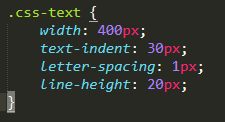 .css-text {
    width: 400px;
    text-indent: 30px;
    letter-spacing: 1px;
    line-height: 20px;
}